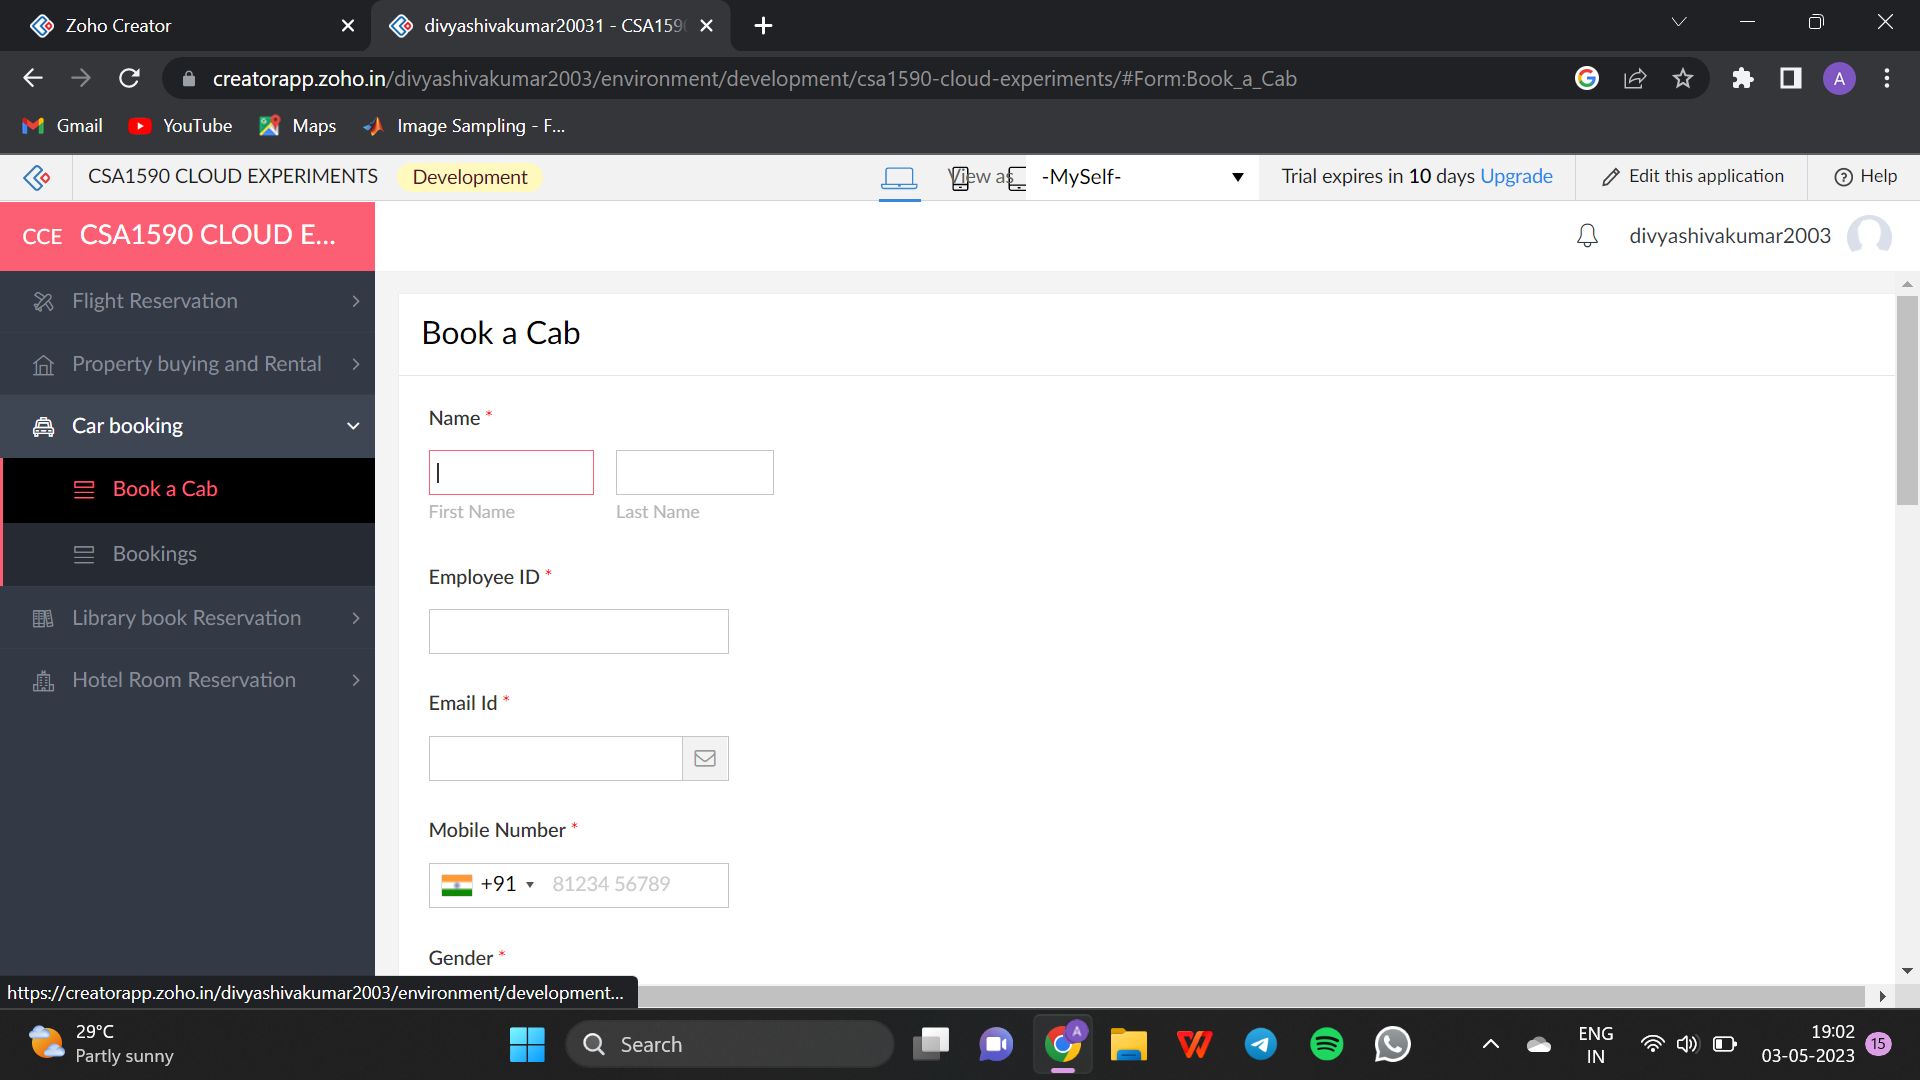 Zoho Creator
divyashivakumar20031 - CSA159
creatorapp.zoho.in/divyashivakumar2003/environment/development/csa1590-cloud-experiments/#Form:Book_a_Cab
A
Gmail
YouTube
Maps
Image Sampling - F...
CSA1590 CLOUD EXPERIMENTS
Development
View as
-MySelf-
Trial expires in 10 days Upgrade
Edit this application
Help
CCE CSA1590 CLOUD E...
divyashivakumar2003
Flight Reservation
Property buying and Rental
Car booking
Book a Cab
Bookings
Library book Reservation
Hotel Room Reservation
Book a Cab
Name *
First Name
Last Name
Employee ID *
Email Id *
Mobile Number *
+91 81234 56789
Gender *
https://creatorapp.zoho.in/divyashivakumar2003/environment/development...
29°C
Partly sunny
Search
A
ENG
IN
19:02
03-05-2023
15